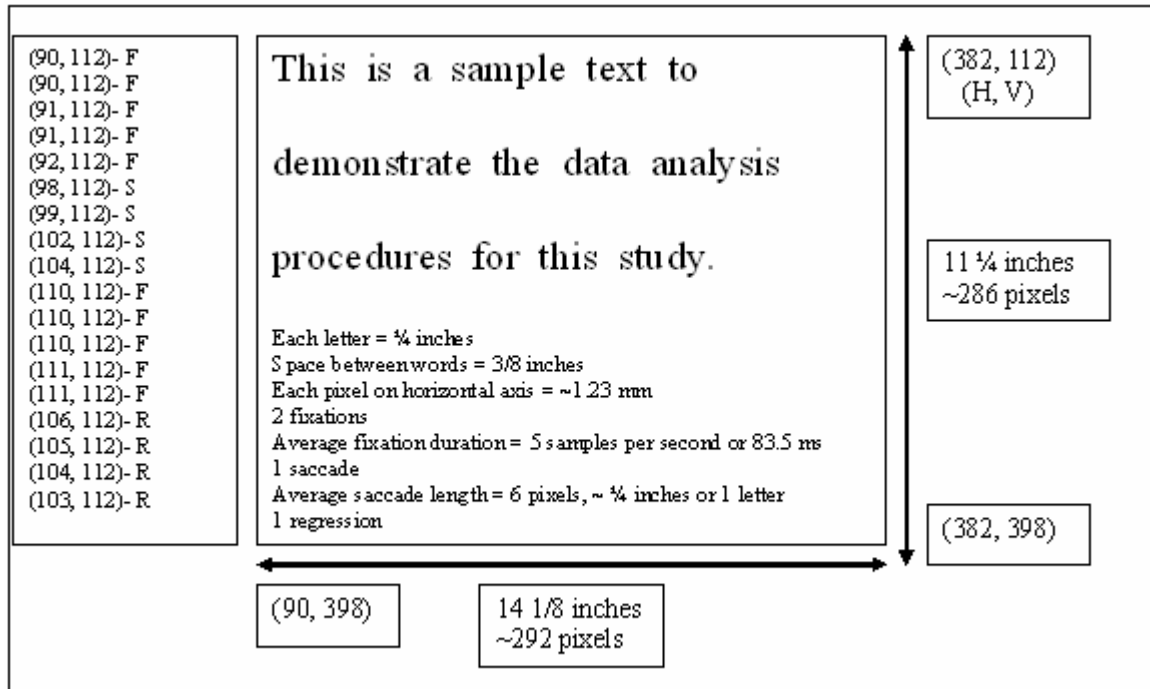 (90, 112)- F
(90, 112)- F
(91, 112)- F
(91, 112)- F
(92, 112)- F
(98, 112)- S
(99, 112)- S
(102, 112)- S
(104, 112)- S
(110, 112)- F
(110, 112)- F
(110, 112)- F
(111, 112)- F
(111, 112)- F
(106, 112)- R
(105, 112)- R
(104, 112)- R
(103, 112)- R
This is a sample text to
demonstrate the data analysis
procedures for this study.
Each letter = ¼ inches
Space between words = 3/8 inches
Each pixel on horizontal axis = ~1.23 mm
2 fixations
Average fixation duration = 5 samples per second or 83.5 ms
1 saccade
Average saccade length = 6 pixels, ~ ¼ inches or 1 letter
1 regression
(382, 112)
(H, V)
11 ¼ inches
~286 pixels
(382, 398)
(90, 398)
14 1/8 inches
~292 pixels